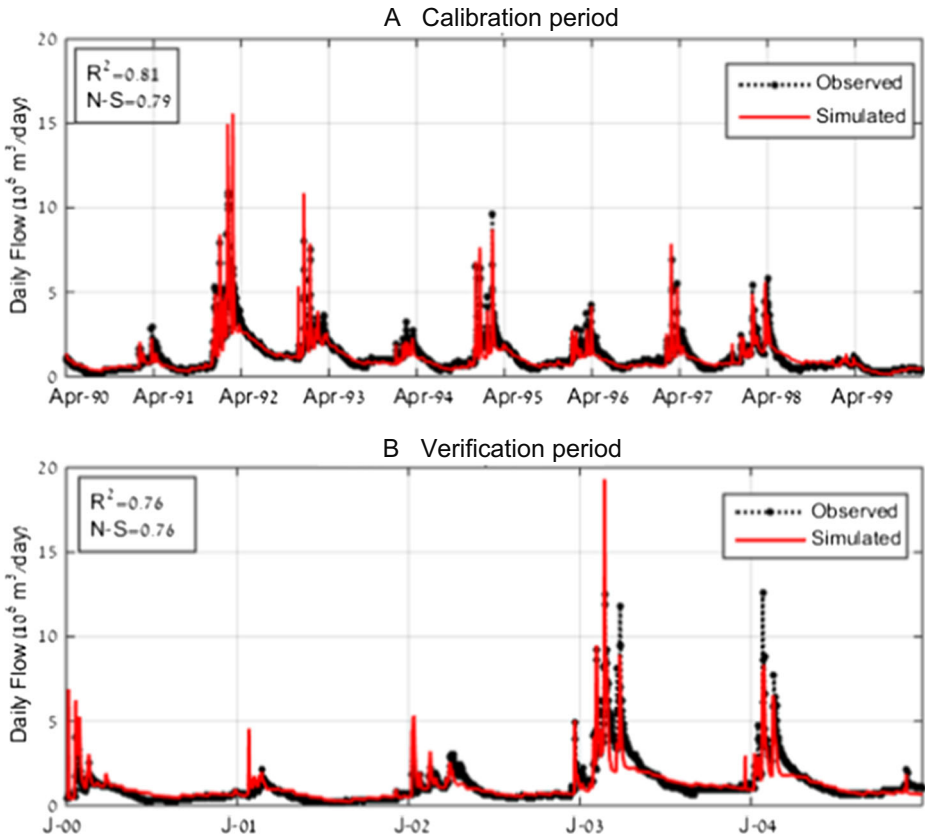 A Calibration period
20
15
10
5
0
Daily Flow (10⁶ m³/day)
R²=0.81
N-S=0.79
Observed
Simulated
Apr-90 Apr-91 Apr-92 Apr-93 Apr-94 Apr-95 Apr-96 Apr-97 Apr-98 Apr-99
B Verification period
20
15
10
5
0
Daily Flow (10⁶ m³/day)
R²=0.76
N-S=0.76
Observed
Simulated
J-00 J-01 J-02 J-03 J-04